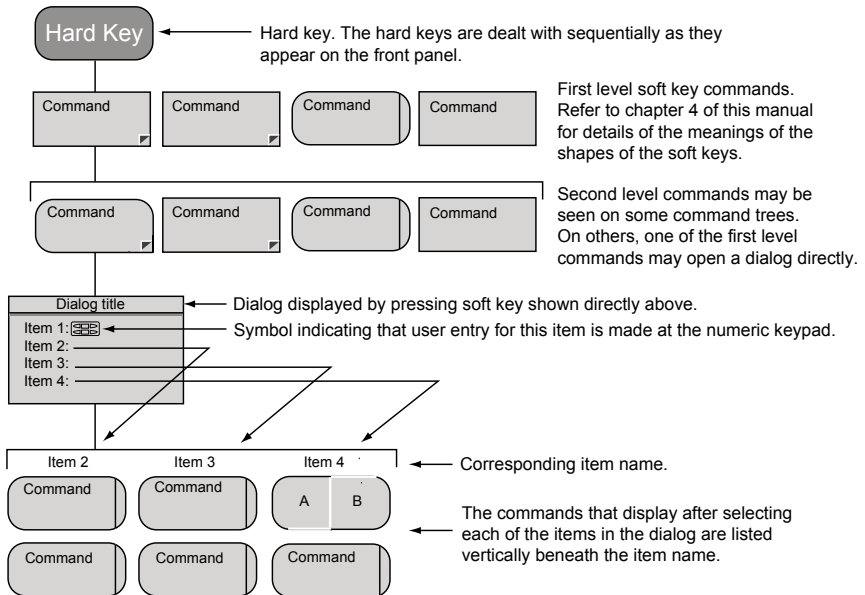 Hard Key
Hard key. The hard keys are dealt with sequentially as they
appear on the front panel.
Command
Command
Command
Command
First level soft key commands.
Refer to chapter 4 of this manual
for details of the meanings of the
shapes of the soft keys.
Command
Command
Command
Command
Second level commands may be
seen on some command trees.
On others, one of the first level
commands may open a dialog directly.
Dialog title
Dialog displayed by pressing soft key shown directly above.
Item 1:
Symbol indicating that user entry for this item is made at the numeric keypad.
Item 2:
Item 3:
Item 4:
Item 2
Item 3
Item 4
Corresponding item name.
Command
Command
A
B
The commands that display after selecting
each of the items in the dialog are listed
vertically beneath the item name.
Command
Command
Command